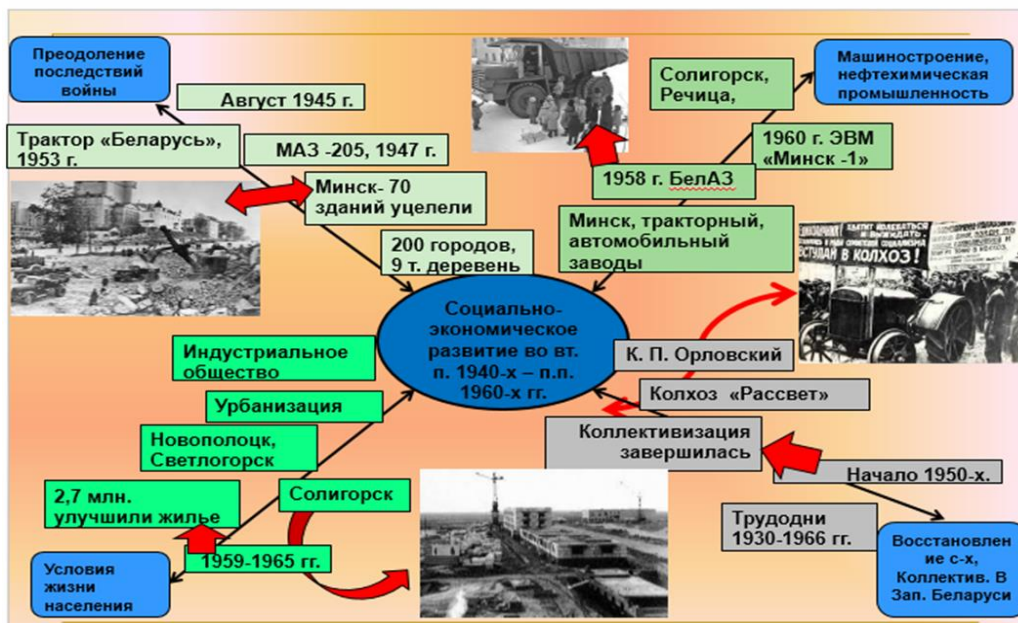 Преодоление
последствий
войны
Август 1945 г.
Трактор «Беларусь»,
1953 г.
МАЗ -205, 1947 г.
Минск- 70
зданий уцелели
200 городов,
9 т. деревень
Машиностроение,
нефтехимическая
промышленность
Солигорск,
Речица,
1960 г. ЭВМ
«Минск -1»
1958 г. БелАЗ
Минск, тракторный,
автомобильный
заводы
ХВАТИТ КОЛЕБАТЬСЯ
И ВЫЖИДАТЬ,
ВСТУПАЙ В КОЛХОЗ!
Социально-
экономическое
развитие во вт.
п. 1940-х – п.п.
1960-х гг.
Индустриальное
общество
Урбанизация
Новополоцк,
Светлогорск
2,7 млн.
улучшили жилье
Солигорск
1959-1965 гг.
Условия
жизни
населения
К. П. Орловский
Колхоз «Рассвет»
Коллективизация
завершилась
Начало 1950-х.
Трудодни
1930-1966 гг.
Восстановлен
ие с-х,
Коллектив. В
Зап. Беларуси